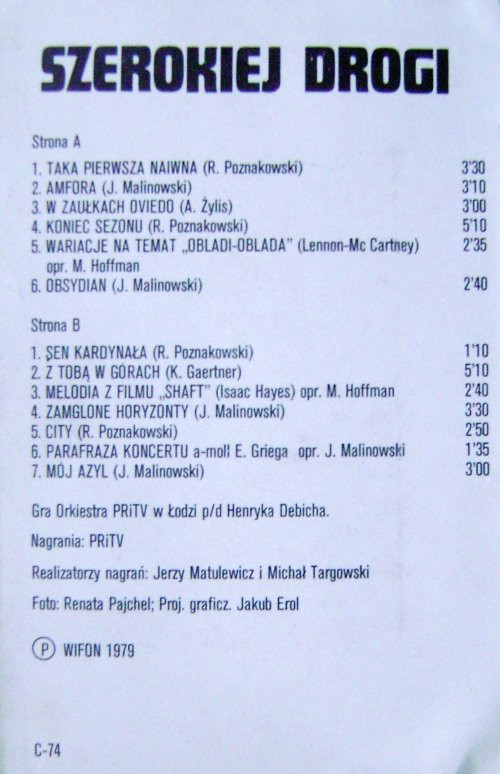 SZEROKIEJ DROGI
Strona A
1. TAKA PIERWSZA NAIWNA (R. Poznakowski) 3'30
2. AMFORA (J. Malinowski) 3'10
3. W ZAUŁKACH OVIEDO (A. Żylis) 3'00
4. KONIEC SEZONU (R. Poznakowski) 5'10
5. WARIACJE NA TEMAT „OBLADI-OBLADA" (Lennon-Mc Cartney) 2'35
opr. M. Hoffman
6. OBSYDIAN (J. Malinowski) 2'40
Strona B
1. SEN KARDYNAŁA (R. Poznakowski) 1'10
2. Z TOBĄ W GÓRACH (K. Gaertner) 5'10
3. MELODIA Z FILMU „SHAFT" (Isaac Hayes) opr. M. Hoffman 2'40
4. ZAMGLONE HORYZONTY (J. Malinowski) 3'30
5. CITY (R. Poznakowski) 2'50
6. PARAFRAZA KONCERTU a-moll E. Griega opr. J. Malinowski 1'35
7. MÓJ AZYL (J. Malinowski) 3'00
Gra Orkiestra PRiTV w Łodzi p/d Henryka Debicha.
Nagrania: PRiTV
Realizatorzy nagrań: Jerzy Matulewicz i Michał Targowski
Foto: Renata Pajchel; Proj. graficz. Jakub Erol
Ⓟ WIFON 1979
C-74